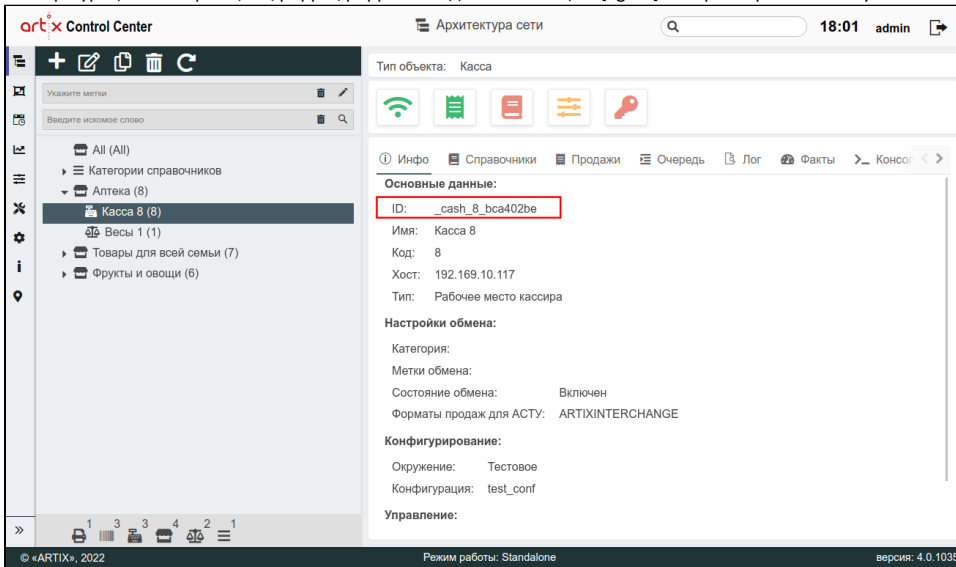 artix Control Center
Архитектура сети
18:01
admin
Тип объекта: Касса
Укажите метки
Введите искомое слово
All (All)
Категории справочников
Аптека (8)
Касса 8 (8)
Весы 1 (1)
Товары для всей семьи (7)
Фрукты и овощи (6)
Инфо
Справочники
Продажи
Очередь
Лог
Факты
Основные данные:
ID: _cash_8_bca402be
Имя: Касса 8
Код: 8
Хост: 192.169.10.117
Тип: Рабочее место кассира
Настройки обмена:
Категория:
Метки обмена:
Состояние обмена: Включен
Форматы продаж для АСТУ: ARTIXINTERCHANGE
Конфигурирование:
Окружение: Тестовое
Конфигурация: test_conf
Управление:
1 3 3 4 2 1
© «ARTIX», 2022
Режим работы: Standalone
версия: 4.0.1035